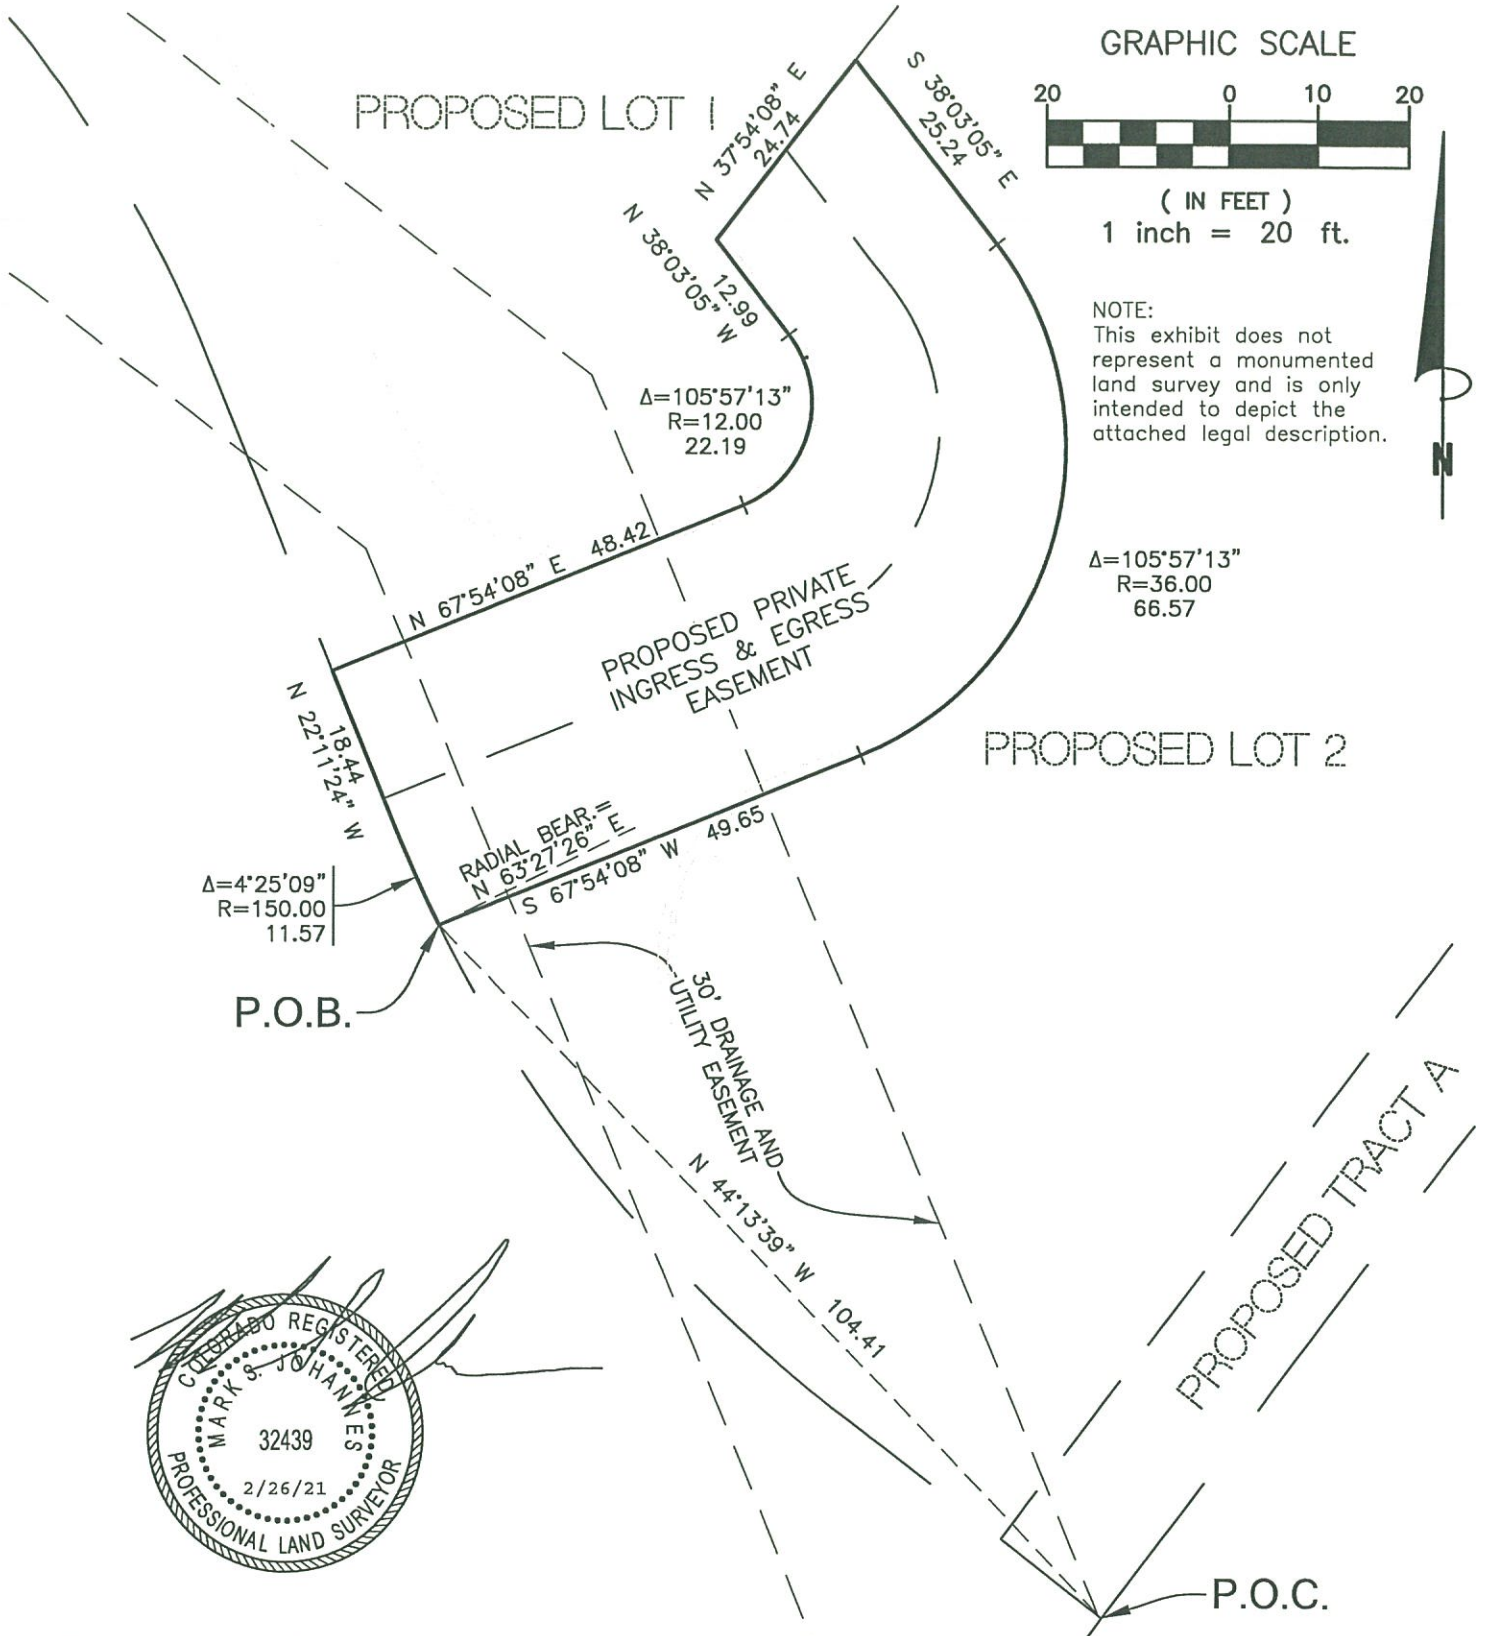 GRAPHIC SCALE
20 0 10 20
( IN FEET )
1 inch = 20 ft.
PROPOSED LOT 1
N 37°54'08" E
24.74
S 38°03'05" E
25.24
N 38°03'05" W
12.99
NOTE:
This exhibit does not
represent a monumented
land survey and is only
intended to depict the
attached legal description.
N
Δ=105°57'13"
R=12.00
22.19
N 67°54'08" E 48.42
Δ=105°57'13"
R=36.00
66.57
PROPOSED PRIVATE
INGRESS & EGRESS
EASEMENT
N 22°11'24" W
18.44
PROPOSED LOT 2
RADIAL BEAR.=
N 63°27'26" E
S 67°54'08" W 49.65
Δ=4°25'09"
R=150.00
11.57
P.O.B.
30' DRAINAGE AND
UTILITY EASEMENT
N 44°13'39" W 104.41
PROPOSED TRACT A
COLORADO REGISTERED
MARK S. JOHANNES
32439
2/26/21
PROFESSIONAL LAND SURVEYOR
P.O.C.